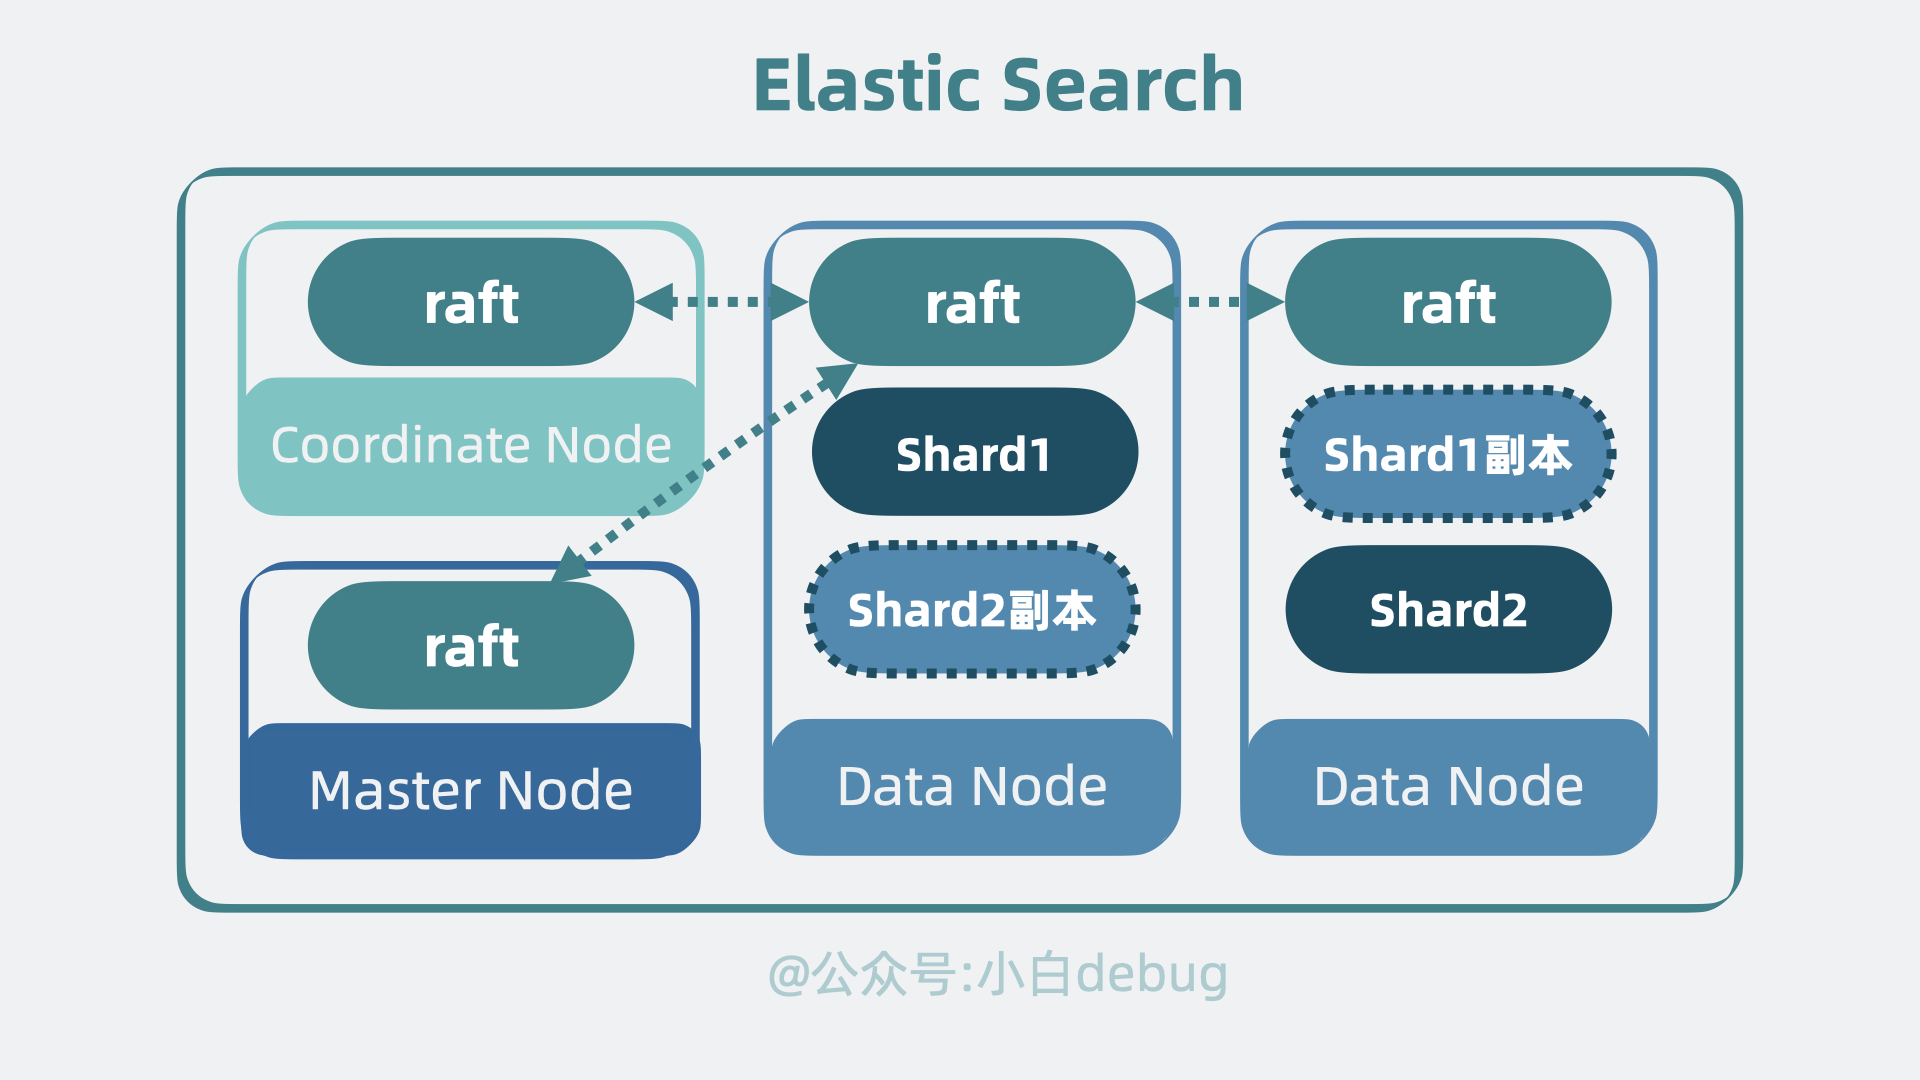 Elastic Search
raft
Coordinate Node
raft
Master Node
raft
Shard1
Shard2副本
Data Node
raft
Shard1副本
Shard2
Data Node
@公众号:小白debug